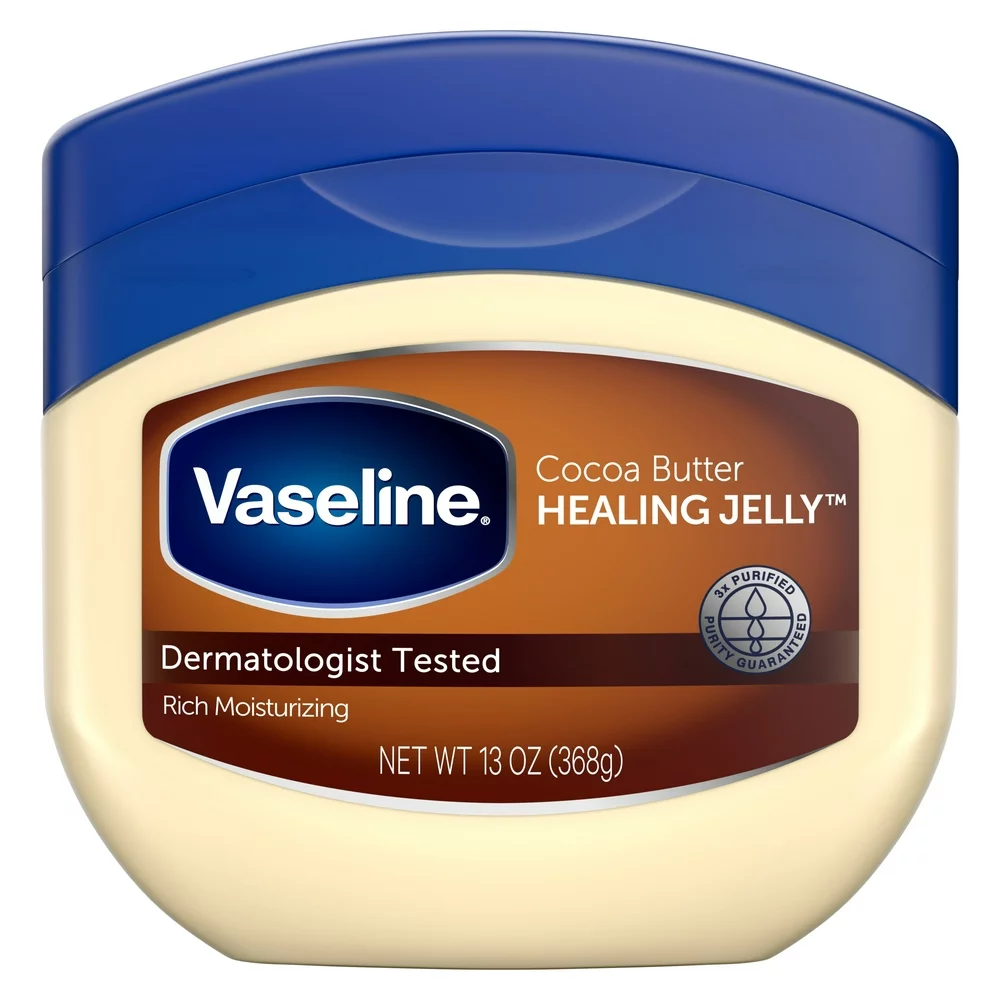 Vaseline®
Cocoa Butter
HEALING JELLY™
3x PURIFIED
PURITY GUARANTEED
Dermatologist Tested
Rich Moisturizing
NET WT 13 OZ (368g)